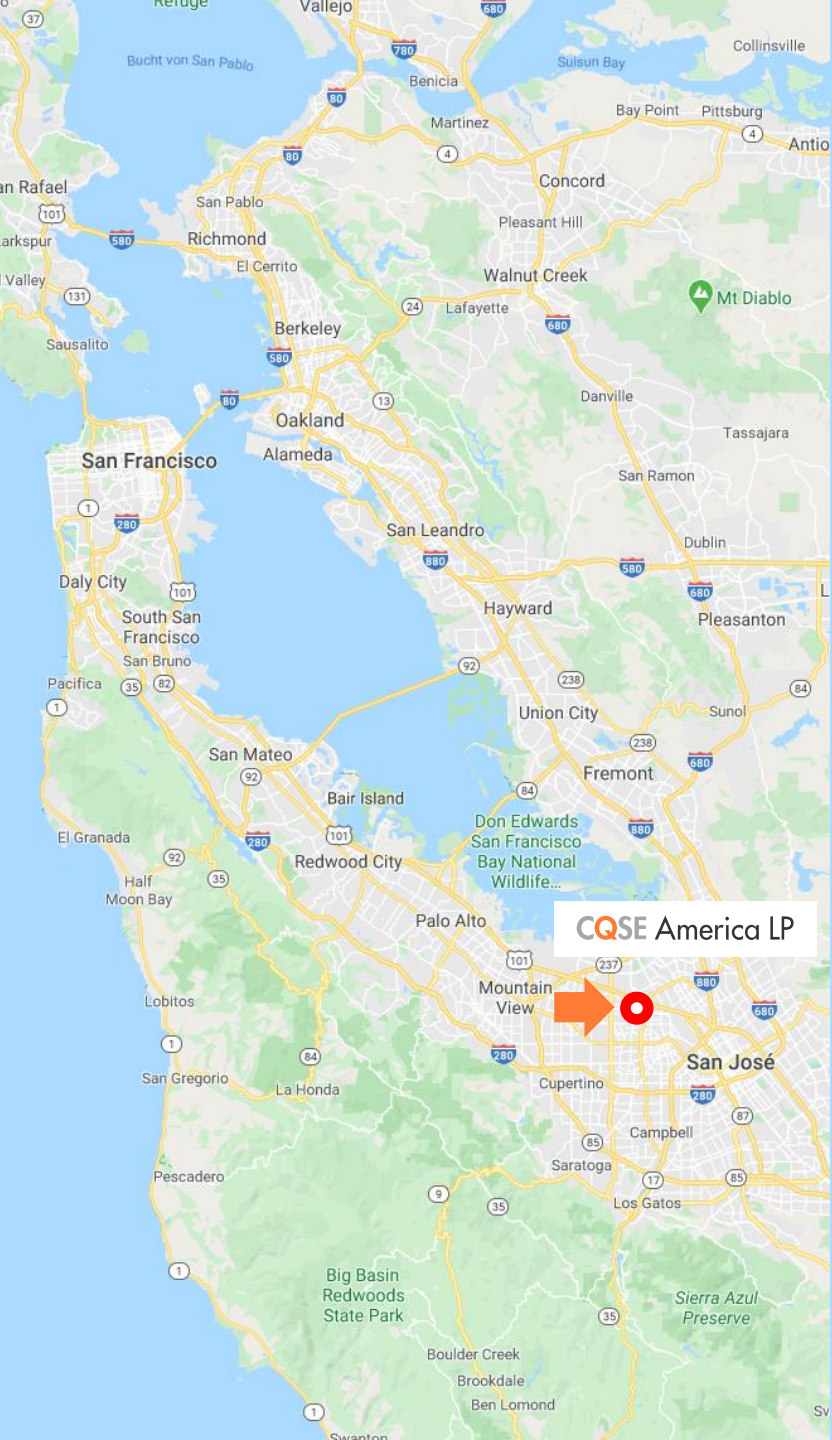 Refuge
Vallejo
680
37
780
Collinsville
Bucht von San Pablo
Suisun Bay
Benicia
80
Bay Point
Pittsburg
Martinez
4
Antio
80
4
an Rafael
Concord
San Pablo
101
Pleasant Hill
arkspur
580
Richmond
El Cerrito
Walnut Creek
Valley
131
24
Lafayette
Mt Diablo
680
Berkeley
Sausalito
580
80
13
Danville
Oakland
Tassajara
San Francisco
Alameda
San Ramon
1
280
San Leandro
Dublin
880
580
Daly City
101
680
L
Hayward
South San
Francisco
Pleasanton
San Bruno
92
Pacifica
35
82
238
84
1
Union City
Sunol
238
San Mateo
680
92
Fremont
84
Bair Island
Don Edwards
San Francisco
Bay National
Wildlife...
101
880
El Granada
280
92
Redwood City
35
Half
Moon Bay
Palo Alto
CQSE America LP
101
237
Mountain
View
880
Lobitos
680
1
84
280
San José
San Gregorio
La Honda
Cupertino
280
87
Campbell
85
Saratoga
Pescadero
17
85
9
35
Los Gatos
1
Big Basin
Redwoods
State Park
Sierra Azul
Preserve
35
Boulder Creek
Brookdale
Ben Lomond
1
Sv
Swanton